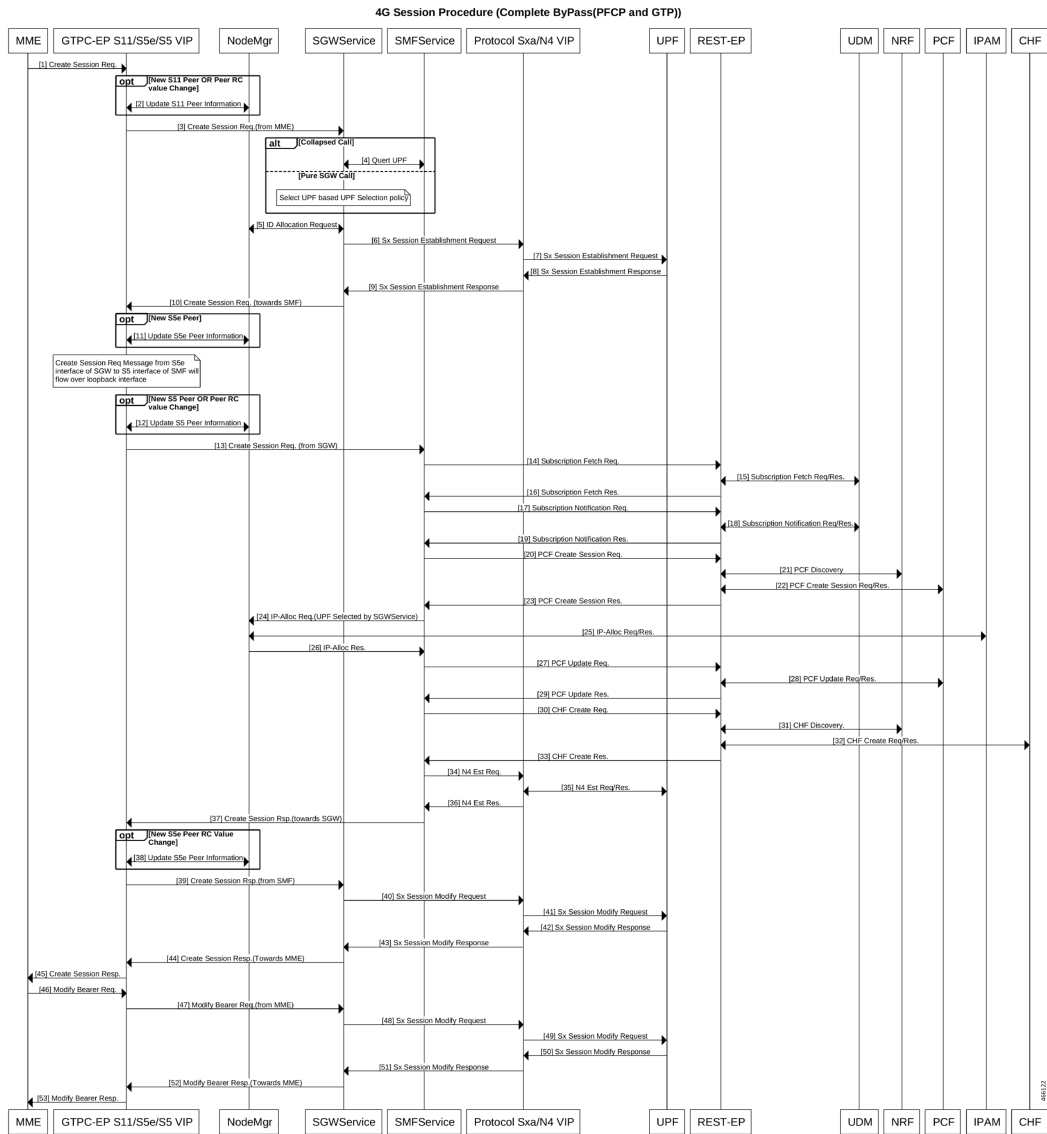 4G Session Procedure (Complete ByPass(PFCP and GTP))
MME
GTPC-EP S11/S5e/S5 VIP
NodeMgr
SGWService
SMFService
Protocol Sxa/N4 VIP
UPF
REST-EP
UDM
NRF
PCF
IPAM
CHF
[1] Create Session Req.
opt
[New S11 Peer OR Peer RC
value Change]
[2] Update S11 Peer Information
[3] Create Session Req.(from MME)
alt
[Collapsed Call]
[4] Quert UPF
[Pure SGW Call]
Select UPF based UPF Selection policy
[5] ID Allocation Request
[6] Sx Session Establishment Request
[7] Sx Session Establishment Request
[8] Sx Session Establishment Response
[9] Sx Session Establishment Response
[10] Create Session Req. (towards SMF)
opt
[New S5e Peer]
[11] Update S5e Peer Information
Create Session Req Message from S5e
interface of SGW to S5 interface of SMF will
flow over loopback interface
opt
[New S5 Peer OR Peer RC
value Change]
[12] Update S5 Peer Information
[13] Create Session Req. (from SGW)
[14] Subscription Fetch Req.
[15] Subscription Fetch Req/Res.
[16] Subscription Fetch Res.
[17] Subscription Notification Req.
[18] Subscription Notification Req/Res.
[19] Subscription Notification Res.
[20] PCF Create Session Req.
[21] PCF Discovery
[22] PCF Create Session Req/Res.
[23] PCF Create Session Res.
[24] IP-Alloc Req.(UPF Selected by SGWService)
[25] IP-Alloc Req/Res.
[26] IP-Alloc Res.
[27] PCF Update Req.
[28] PCF Update Req/Res.
[29] PCF Update Res.
[30] CHF Create Req.
[31] CHF Discovery.
[32] CHF Create Req/Res.
[33] CHF Create Res.
[34] N4 Est Req.
[35] N4 Est Req/Res.
[36] N4 Est Res.
[37] Create Session Rsp.(towards SGW)
opt
[New S5e Peer RC Value
Change]
[38] Update S5e Peer Information
[39] Create Session Rsp.(from SMF)
[40] Sx Session Modify Request
[41] Sx Session Modify Request
[42] Sx Session Modify Response
[43] Sx Session Modify Response
[44] Create Session Resp.(Towards MME)
[45] Create Session Resp.
[46] Modify Bearer Req.
[47] Modify Bearer Req.(from MME)
[48] Sx Session Modify Request
[49] Sx Session Modify Request
[50] Sx Session Modify Response
[51] Sx Session Modify Response
[52] Modify Bearer Resp.(Towards MME)
[53] Modify Bearer Resp.
466122
MME
GTPC-EP S11/S5e/S5 VIP
NodeMgr
SGWService
SMFService
Protocol Sxa/N4 VIP
UPF
REST-EP
UDM
NRF
PCF
IPAM
CHF